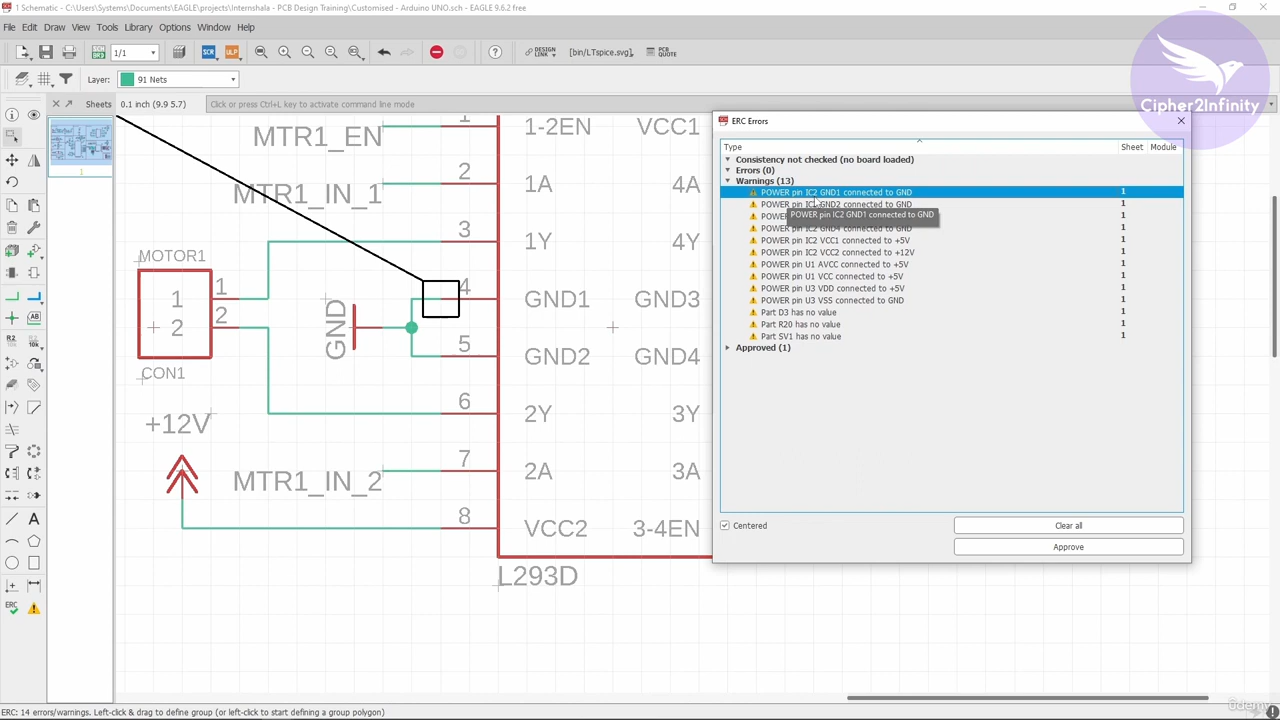 1 Schematic - C:\Users\Systems\Documents\EAGLE\projects\Internshala - PCB Design Training\Customised - Arduino UNO.sch - EAGLE 9.6.2 free
File Edit Draw View Tools Library Options Window Help
1/1
SCR
ULP
DESIGN LINK
[bin/LTspice.svg]
PCB QUOTE
Layer: 91 Nets
Cipher2Infinity
Sheets
0.1 inch (9.9 5.7)
Click or press Ctrl+L key to activate command line mode
1
MTR1_EN
1
1-2EN
VCC1
MTR1_IN_1
2
1A
4A
3
1Y
4Y
MOTOR1
1
2
1
2
CON1
GND
4
GND1
GND3
5
GND2
GND4
6
2Y
3Y
+12V
MTR1_IN_2
7
2A
3A
8
VCC2
3-4EN
L293D
R2
10k
ERC
ERC Errors
Type Sheet Module
Consistency not checked (no board loaded)
Errors (0)
Warnings (13)
POWER pin IC2 GND1 connected to GND 1
POWER pin IC2 GND2 connected to GND 1
POWER pin IC2 GND1 connected to GND
POWE 1
IC2 GND4 connected to GND 1
POWER pin IC2 VCC1 connected to +5V 1
POWER pin IC2 VCC2 connected to +12V 1
POWER pin U1 AVCC connected to +5V 1
POWER pin U1 VCC connected to +5V 1
POWER pin U3 VDD connected to +5V 1
POWER pin U3 VSS connected to GND 1
Part D3 has no value 1
Part R20 has no value 1
Part SV1 has no value 1
Approved (1)
Centered
Clear all
Approve
ERC: 14 errors/warnings. Left-click & drag to define group (or left-click to start defining a group polygon)
Udemy